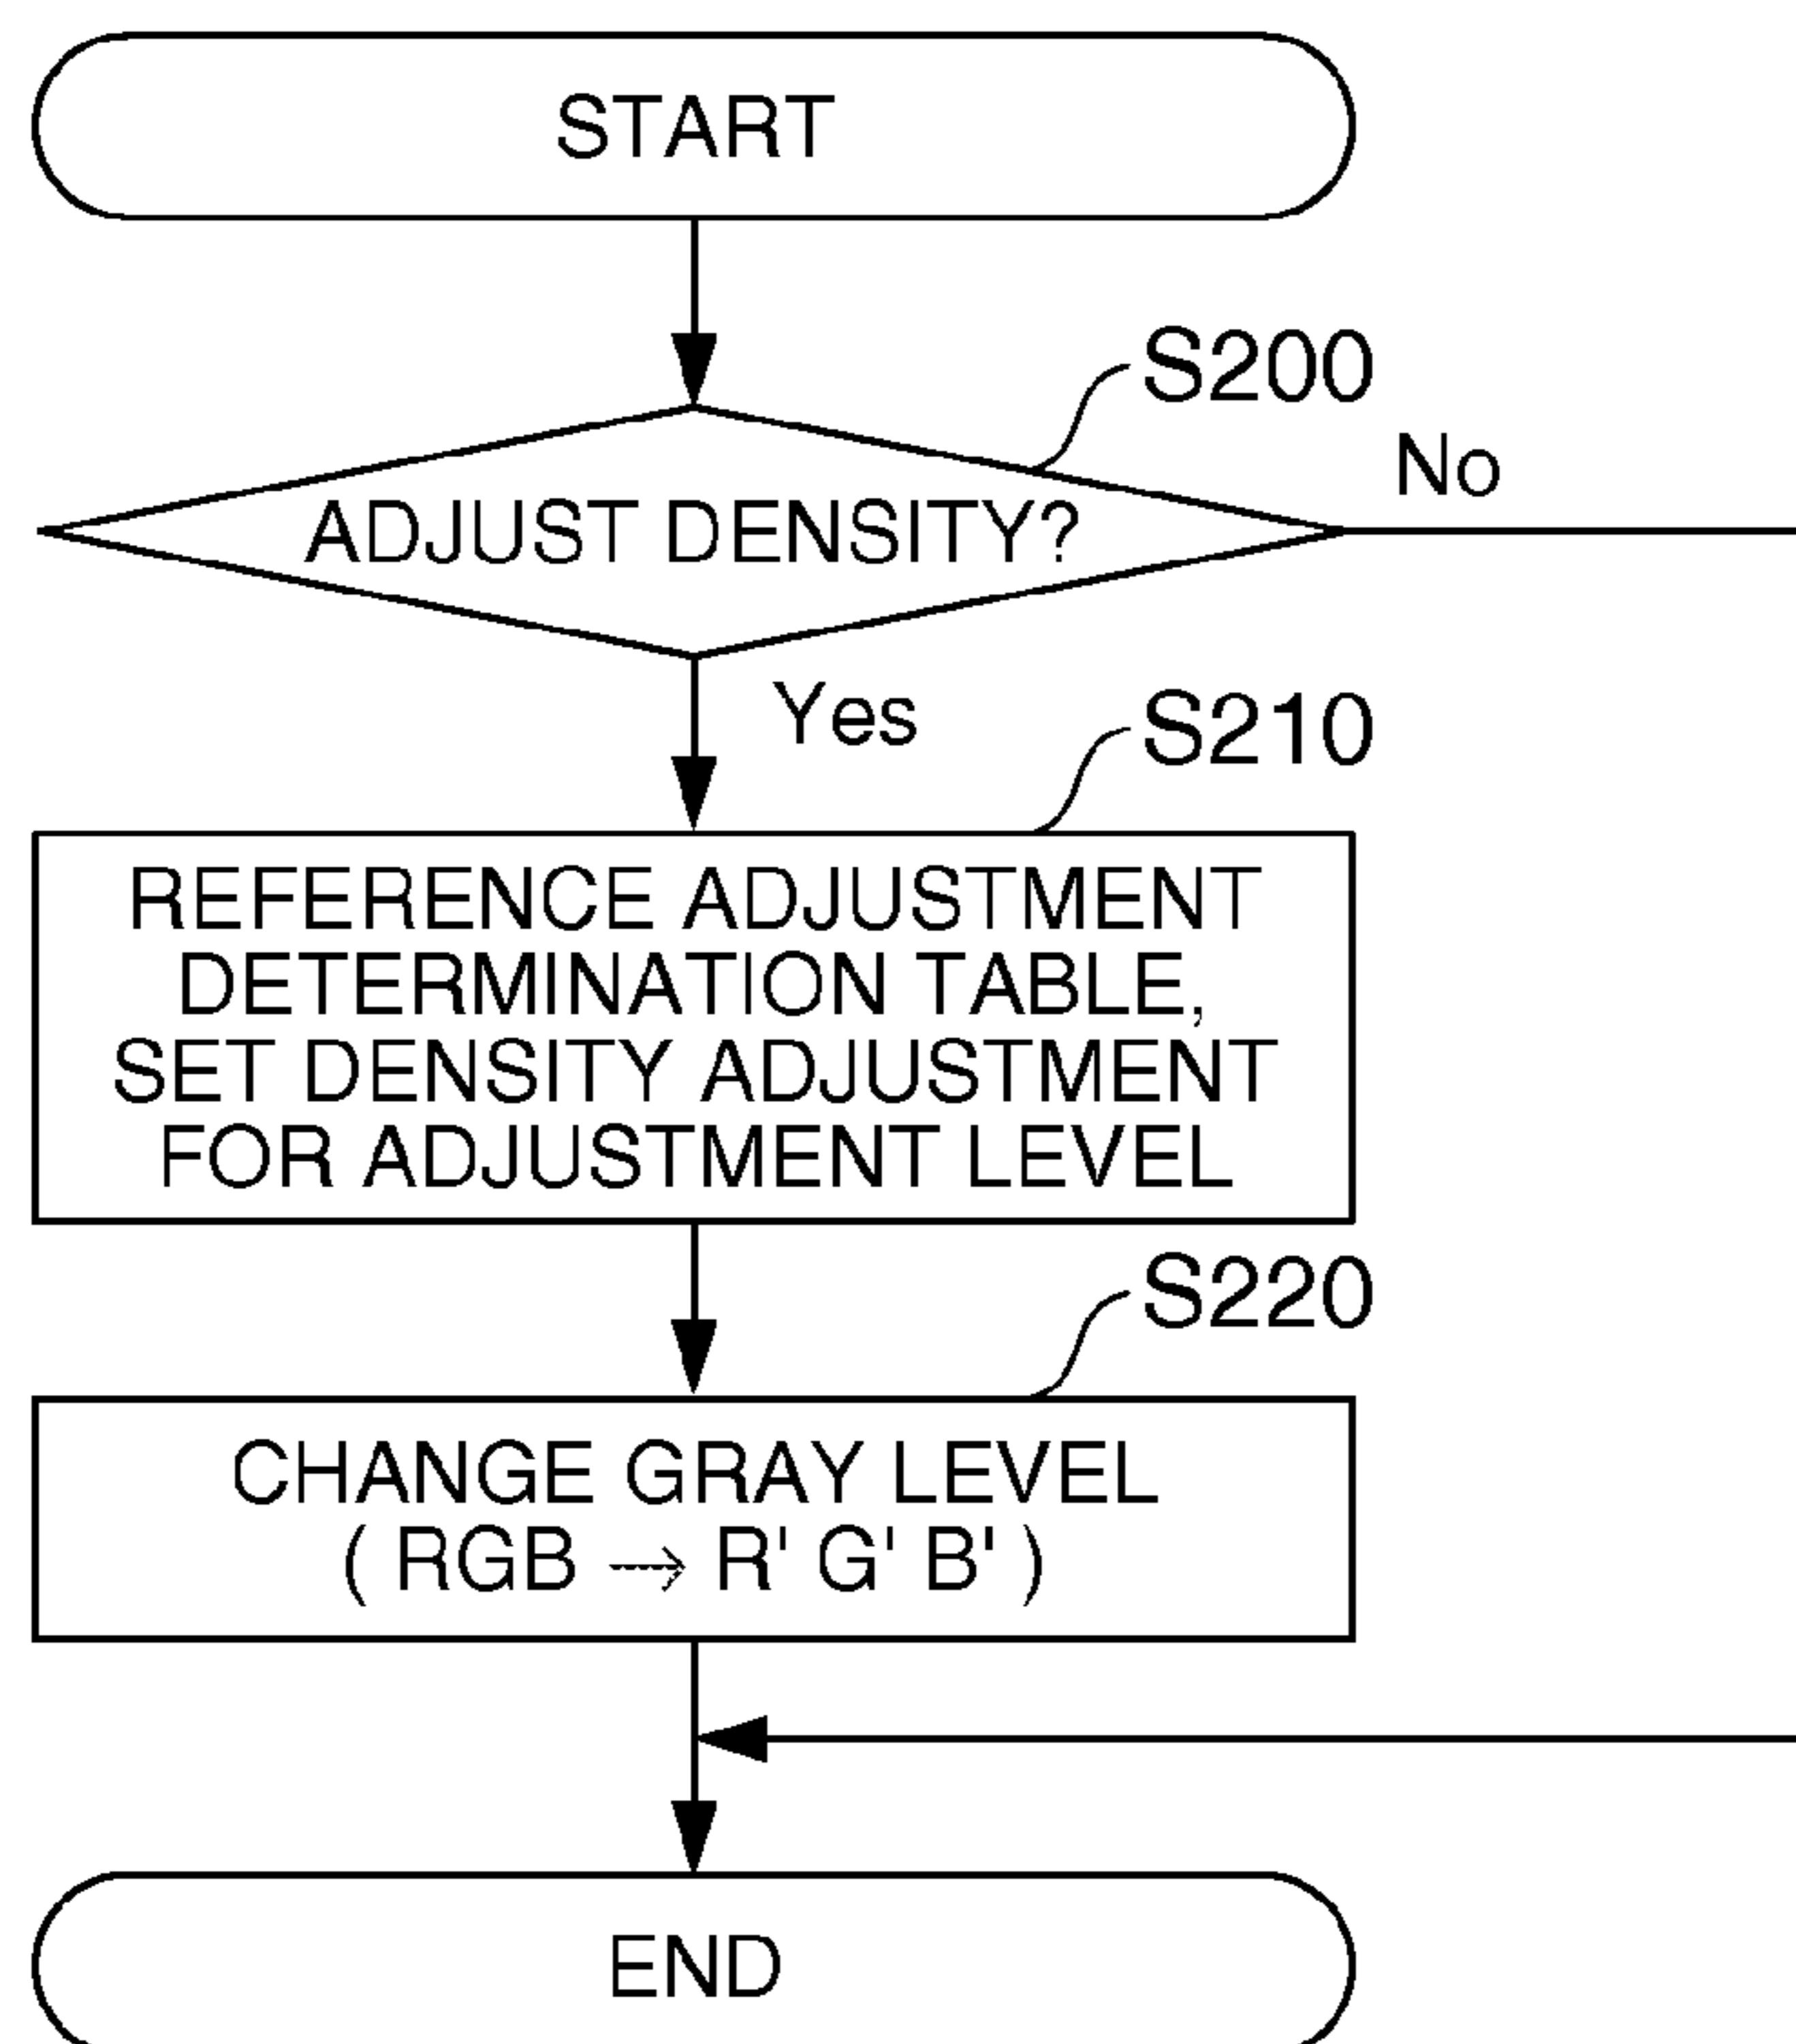 START
S200
No
ADJUST DENSITY?
Yes
S210
REFERENCE ADJUSTMENT
DETERMINATION TABLE,
SET DENSITY ADJUSTMENT
FOR ADJUSTMENT LEVEL
S220
CHANGE GRAY LEVEL
( RGB → R' G' B' )
END